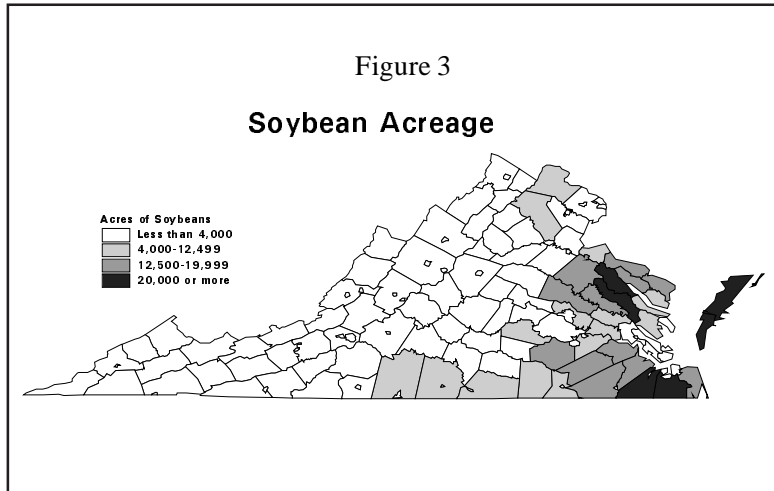 Figure 3
Soybean Acreage
Acres of Soybeans
Less than 4,000
4,000-12,499
12,500-19,999
20,000 or more